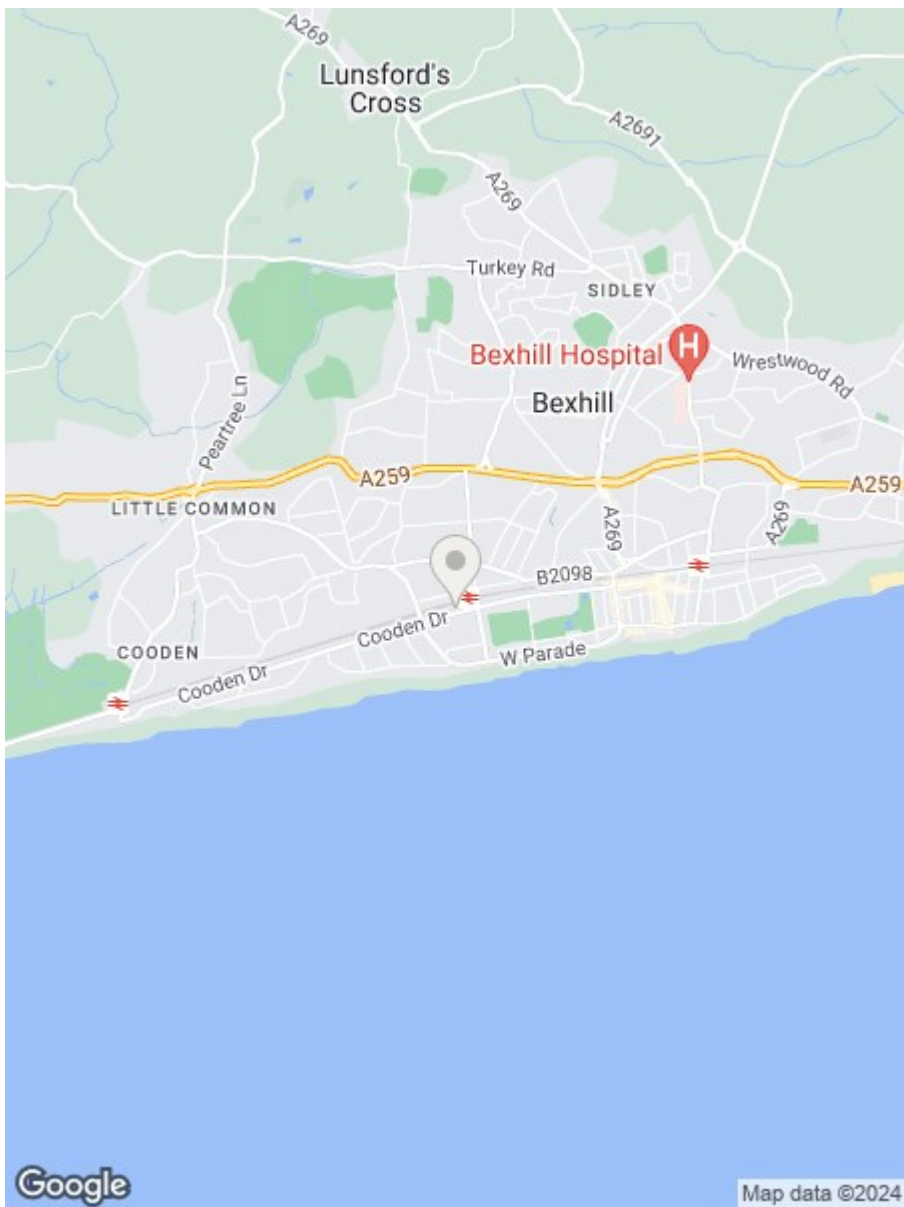 A269
Lunsford's
Cross
A2691
A269
Turkey Rd
SIDLEY
Bexhill Hospital
H
Wrestwood Rd
Bexhill
Peartree Ln
A259
A259
LITTLE COMMON
A269
A269
B2098
Cooden Dr
W Parade
COODEN
Cooden Dr
Google
Map data ©2024